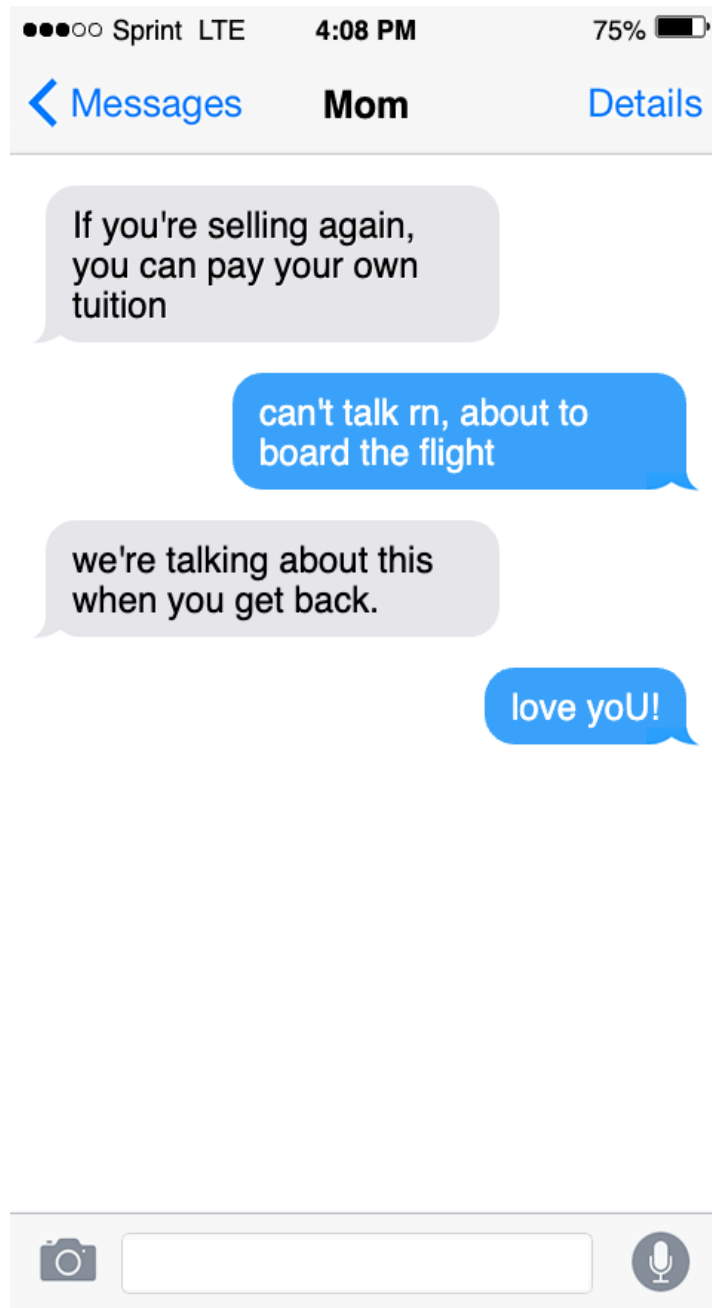 Sprint LTE 4:08 PM 75%
Messages Mom Details
If you're selling again,
you can pay your own
tuition
can't talk rn, about to
board the flight
we're talking about this
when you get back.
love yoU!